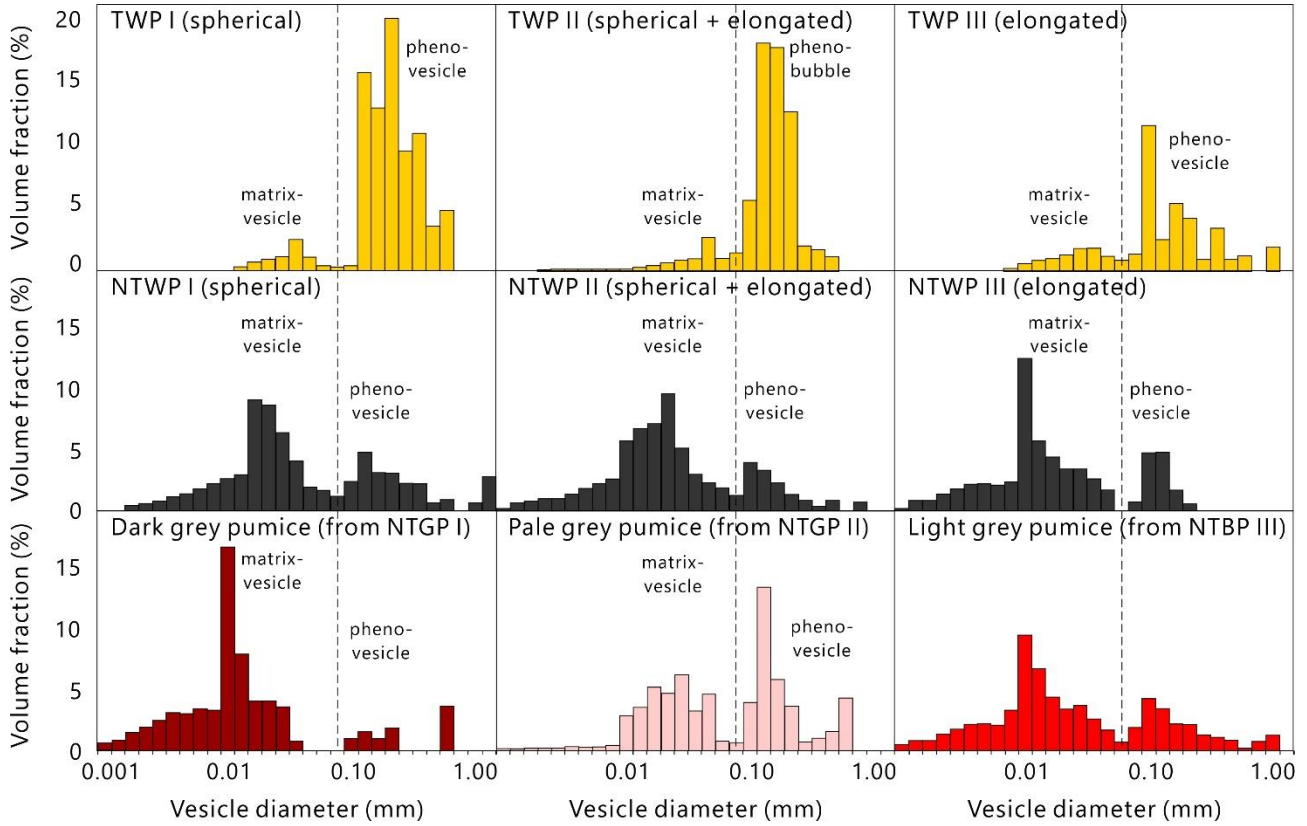 TWP I (spherical)
pheno-
vesicle
matrix-
vesicle
TWP II (spherical + elongated)
pheno-
bubble
matrix-
vesicle
TWP III (elongated)
pheno-
vesicle
matrix-
vesicle
Volume fraction (%)
20
15
10
5
0
NTWP I (spherical)
matrix-
vesicle
pheno-
vesicle
NTWP II (spherical + elongated)
matrix-
vesicle
pheno-
vesicle
NTWP III (elongated)
matrix-
vesicle
pheno-
vesicle
Volume fraction (%)
15
10
5
0
Dark grey pumice (from NTGP I)
matrix-
vesicle
pheno-
vesicle
Pale grey pumice (from NTGP II)
matrix-
vesicle
pheno-
vesicle
Light grey pumice (from NTBP III)
Volume fraction (%)
15
10
5
0
0.001 0.01 0.10 1.00
0.01 0.10 1.00
0.01 0.10 1.00
Vesicle diameter (mm)
Vesicle diameter (mm)
Vesicle diameter (mm)